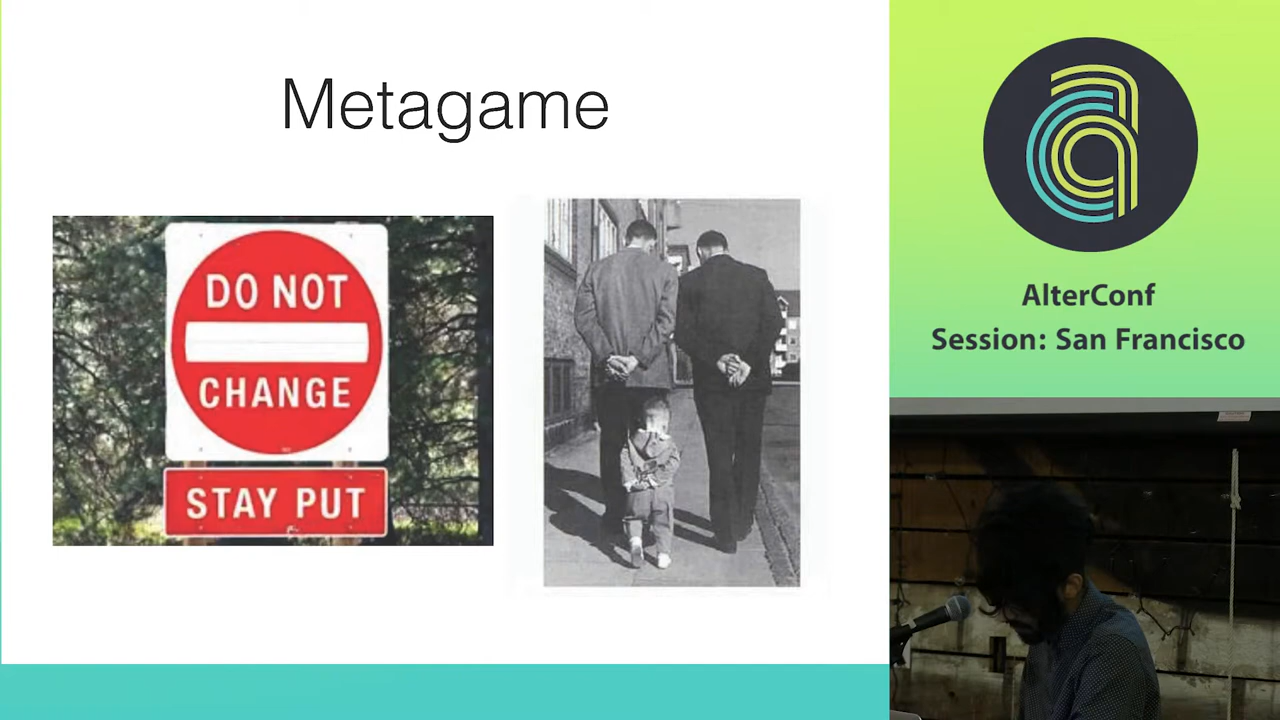 Metagame
DO NOT
CHANGE
STAY PUT
AlterConf
Session: San Francisco